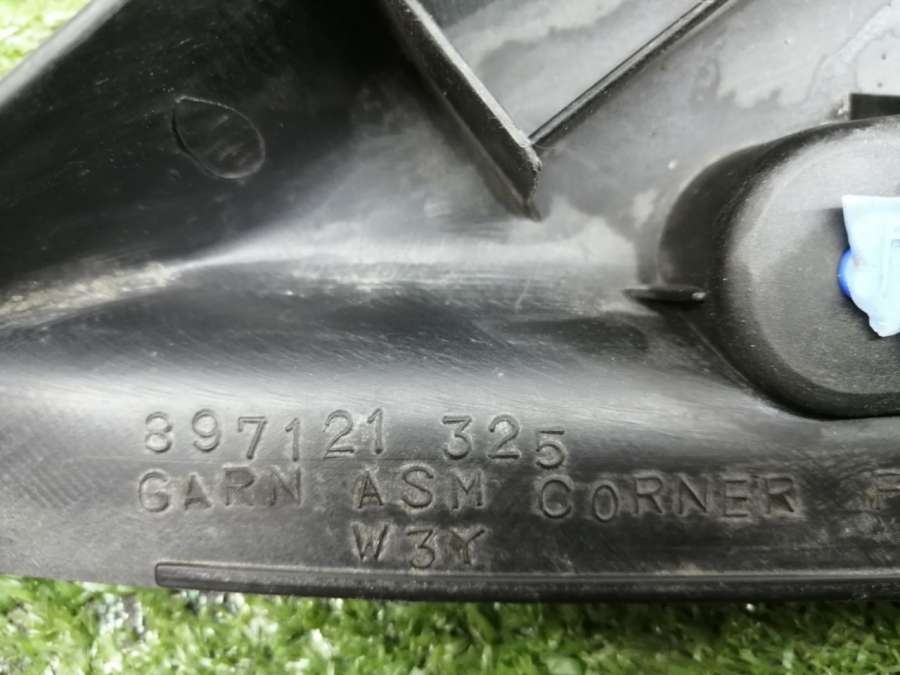 897121 325
GARN ASM CORNER F
W3Y